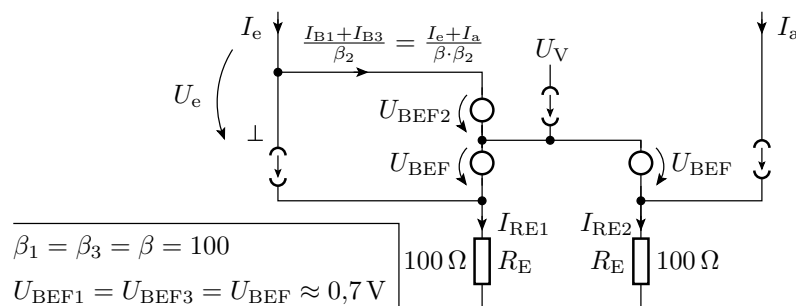 I_e
(I_B1+I_B3)/β_2 = (I_e+I_a)/(β·β_2)
U_V
I_a
U_e
U_BEF2
⊥
U_BEF
U_BEF
I_RE1
I_RE2
100 Ω
R_E
R_E
100 Ω
β_1 = β_3 = β = 100
U_BEF1 = U_BEF3 = U_BEF ≈ 0,7 V